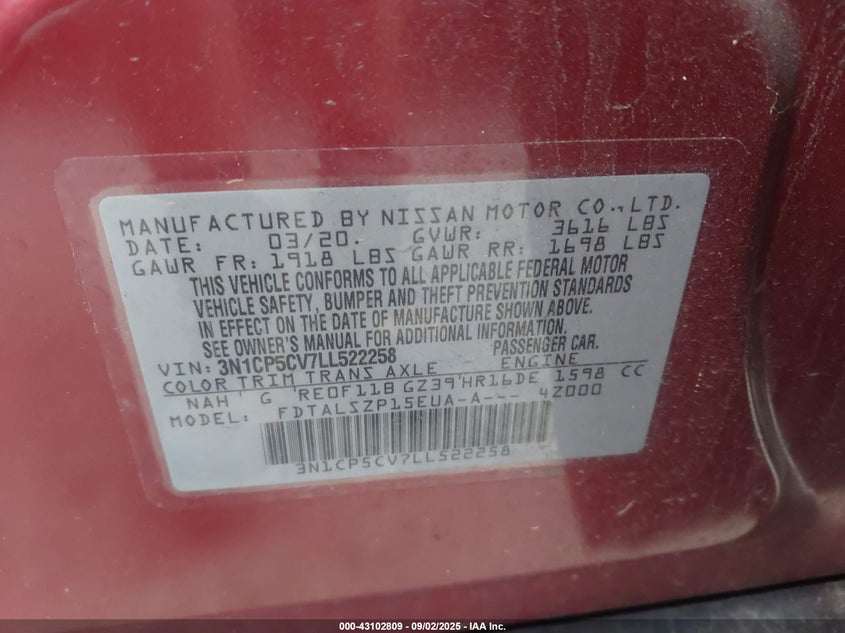 MANUFACTURED BY NISSAN MOTOR CO.,LTD.
DATE: 03/20 GVWR: 3616 LBS
GAWR FR: 1918 LBS GAWR RR: 1698 LBS
THIS VEHICLE CONFORMS TO ALL APPLICABLE FEDERAL MOTOR
VEHICLE SAFETY, BUMPER AND THEFT PREVENTION STANDARDS
IN EFFECT ON THE DATE OF MANUFACTURE SHOWN ABOVE.
SEE OWNER'S MANUAL FOR ADDITIONAL INFORMATION.
VIN: 3N1CP5CV7LL522258 PASSENGER CAR.
COLOR TRIM TRANS AXLE ENGINE
NAH G RE0F11B GZ39 HR16DE 1598 CC
MODEL: FDTALSZP15EUA-A--- 4Z000
3N1CP5CV7LL522258
000-43102809 - 09/02/2025 - IAA Inc.